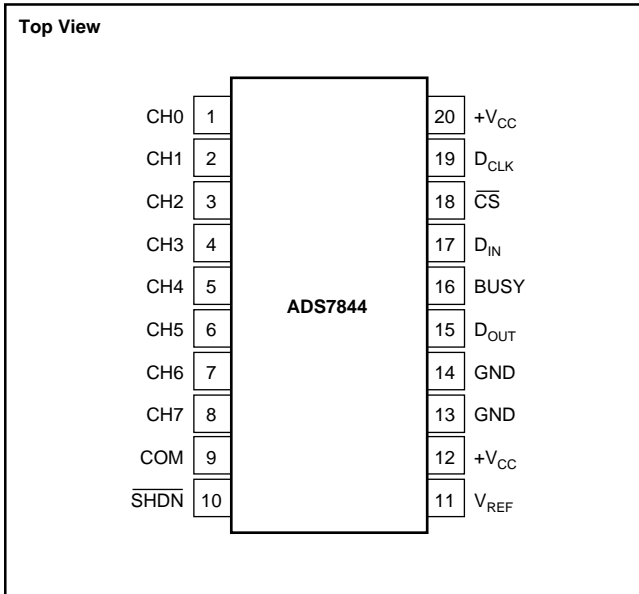 Top View
CH0 1 20 +VCC
CH1 2 19 DCLK
CH2 3 18 C̅S̅
CH3 4 17 DIN
CH4 5 16 BUSY
ADS7844
CH5 6 15 DOUT
CH6 7 14 GND
CH7 8 13 GND
COM 9 12 +VCC
S̅H̅D̅N̅ 10 11 VREF